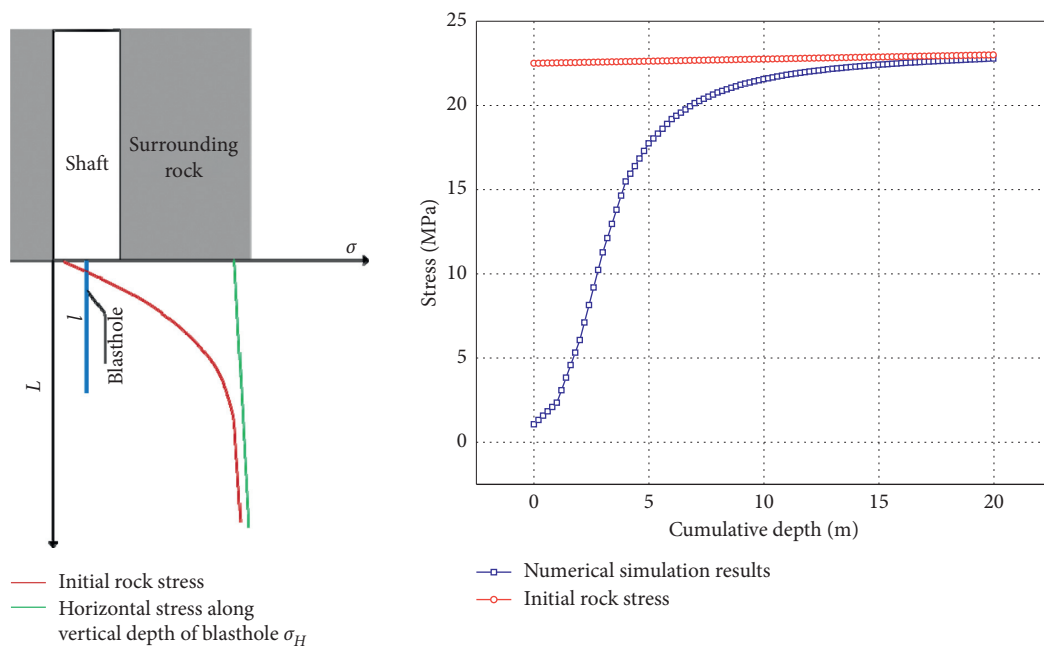 Shaft
Surrounding
rock
σ
l
Blasthole
L
Initial rock stress
Horizontal stress along
vertical depth of blasthole σH
25
20
15
10
5
0
Stress (MPa)
0 5 10 15 20
Cumulative depth (m)
Numerical simulation results
Initial rock stress